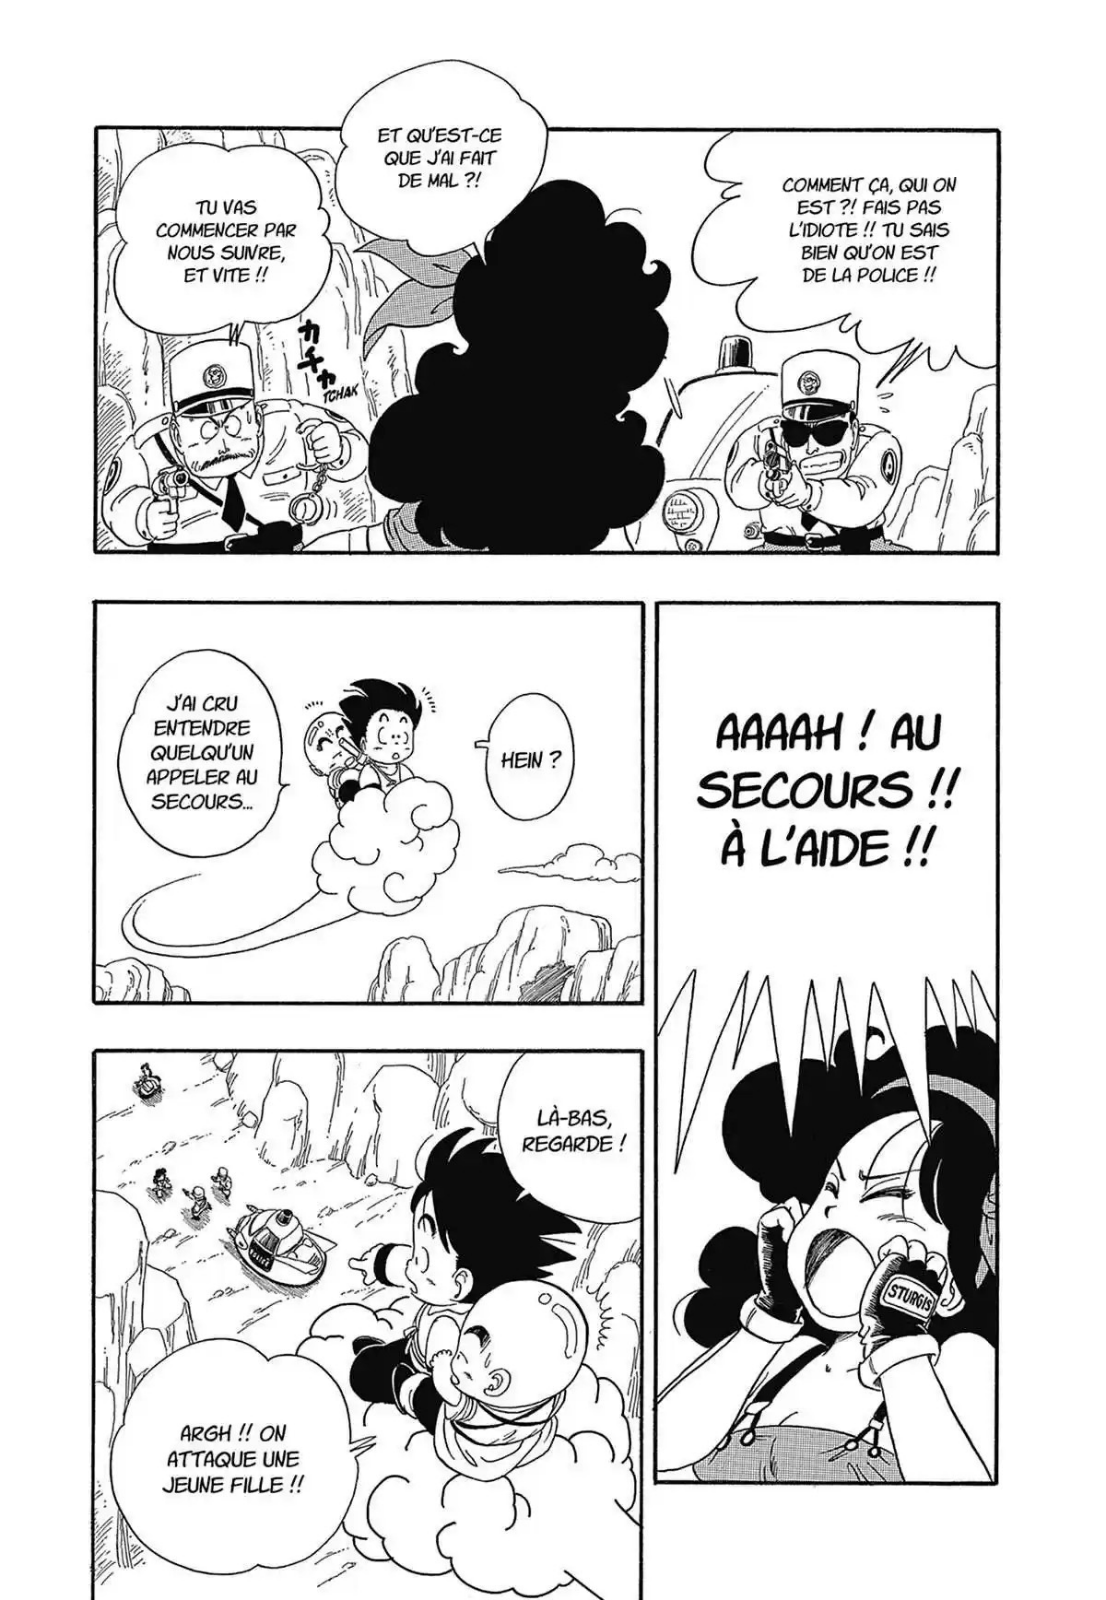 COMMENT ÇA, QUI ON
EST ?! FAIS PAS
L'IDIOTE !! TU SAIS
BIEN QU'ON EST
DE LA POLICE !!
ET QU'EST-CE
QUE J'AI FAIT
DE MAL ?!
TU VAS
COMMENCER PAR
NOUS SUIVRE,
ET VITE !!
カチャ
TCHAK
AAAAH ! AU
SECOURS !!
À L'AIDE !!
STURGIS
HEIN ?
J'AI CRU
ENTENDRE
QUELQU'UN
APPELER AU
SECOURS...
LÀ-BAS,
REGARDE !
POLICE
ARGH !! ON
ATTAQUE UNE
JEUNE FILLE !!